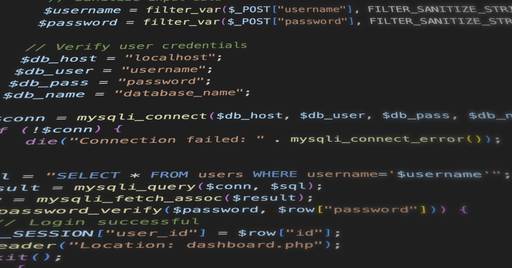 $username = filter_var($_POST["username"], FILTER_SANITIZE_STRI
$password = filter_var($_POST["password"], FILTER_SANITIZE_STRI
// Verify user credentials
$db_host = "localhost";
$db_user = "username";
$db_pass = "password";
$db_name = "database_name";
$conn = mysqli_connect($db_host, $db_user, $db_pass, $db_n
f (!$conn) {
die("Connection failed: " . mysqli_connect_error());
l = "SELECT * FROM users WHERE username='$username'";
sult = mysqli_query($conn, $sql);
= mysqli_fetch_assoc($result);
password_verify($password, $row["password"])) {
// Login successful
_SESSION["user_id"] = $row["id"];
eader("Location: dashboard.php");
it();